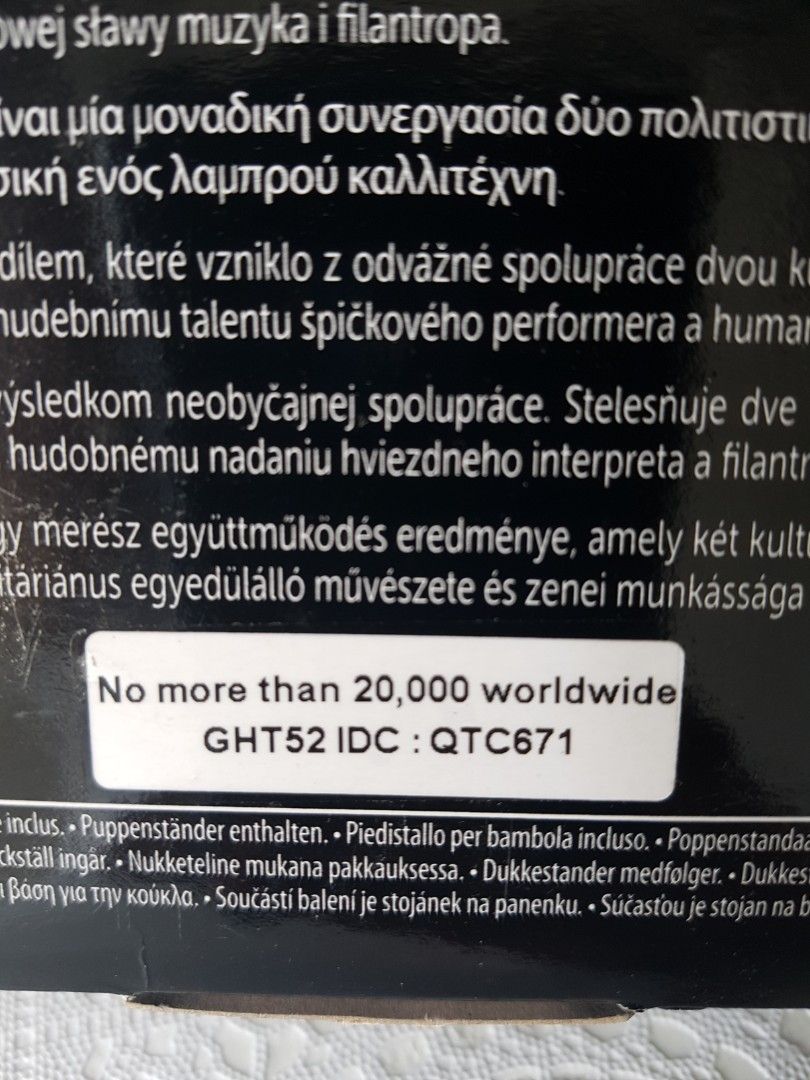 owej sławy muzyka i filantropa.
ίναι μία μοναδική συνεργασία δύο πολιτιστι
σική ενός λαμπρού καλλιτέχνη.
dílem, které vzniklo z odvážné spolupráce dvou k
hudebnímu talentu špičkového performera a human
výsledkom neobyčajnej spolupráce. Stelesňuje dve
hudobnému nadaniu hviezdneho interpreta a filantr
gy merész együttműködés eredménye, amely két kultu
itáriánus egyedülálló művészete és zenei munkássága
No more than 20,000 worldwide
GHT52 IDC : QTC671
e inclus. • Puppenständer enthalten. • Piedistallo per bambola incluso. • Poppenstandaa
ckställ ingår. • Nukketeline mukana pakkauksessa. • Dukkestander medfølger. • Dukkes
ι βάση για την κούκλα. • Součástí balení je stojánek na panenku. • Súčasťou je stojan na b